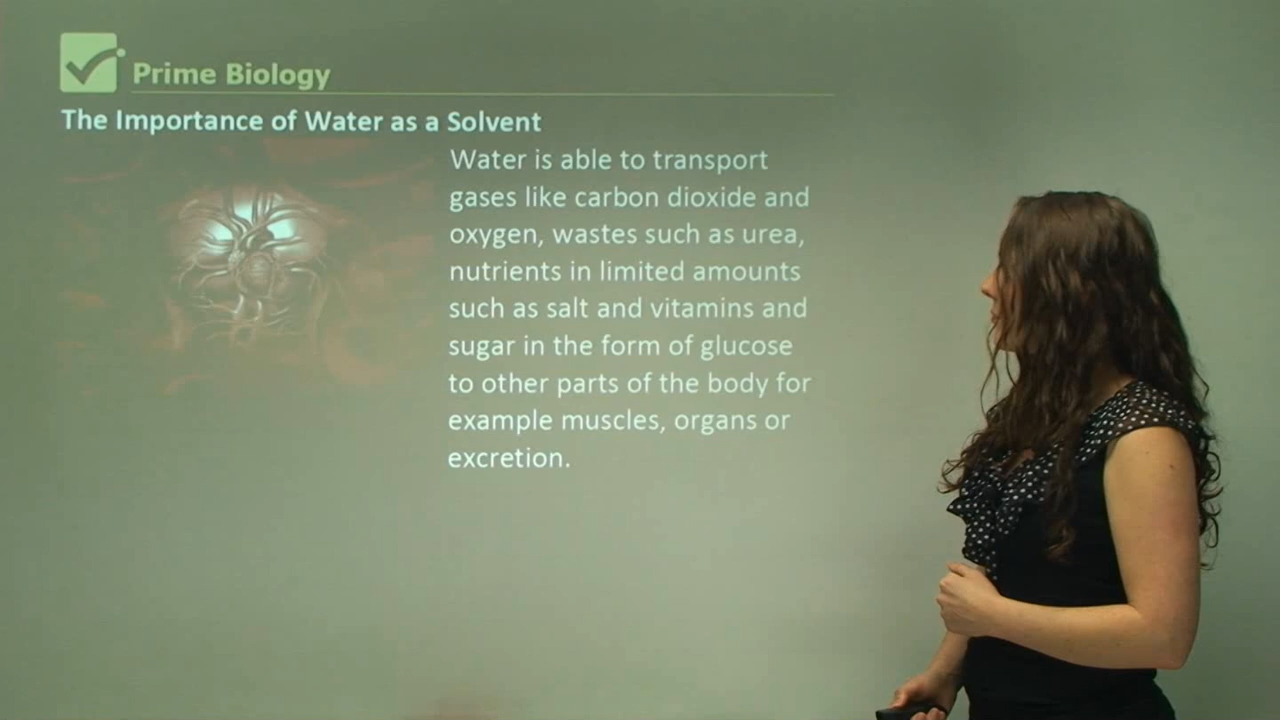 Prime Biology
The Importance of Water as a Solvent
Water is able to transport
gases like carbon dioxide and
oxygen, wastes such as urea,
nutrients in limited amounts
such as salt and vitamins and
sugar in the form of glucose
to other parts of the body for
example muscles, organs or
excretion.